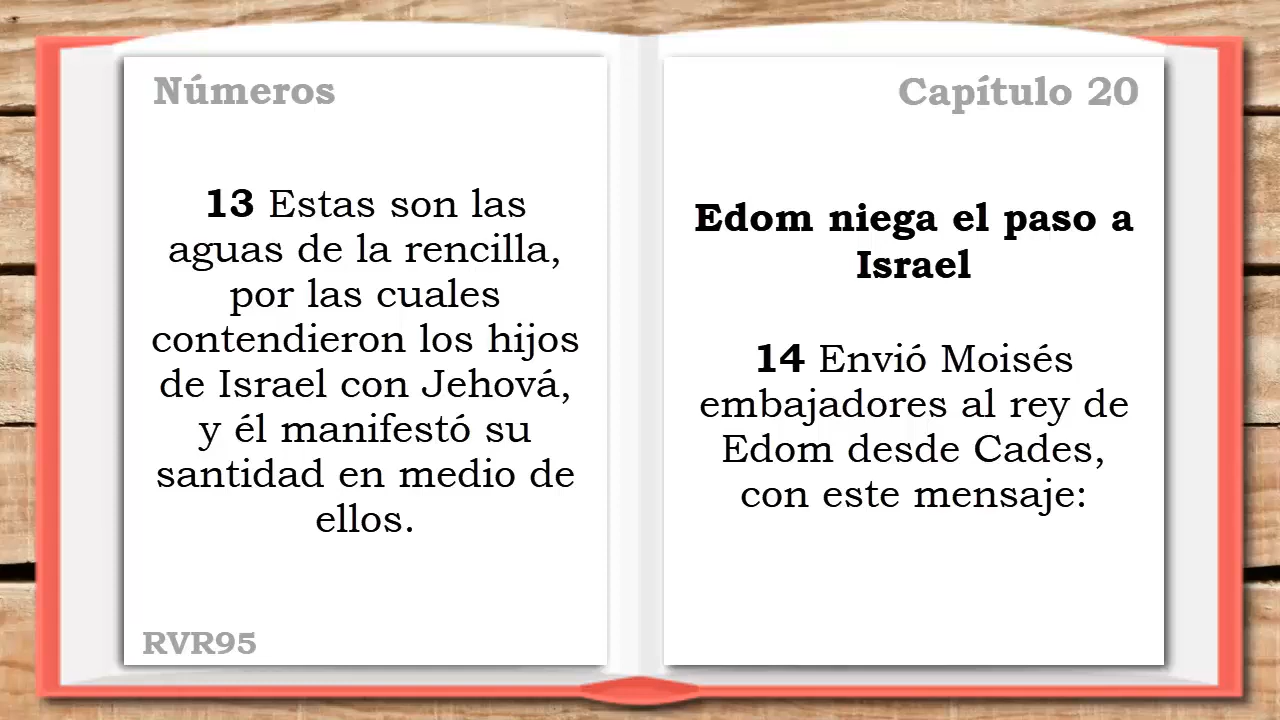 Números
13 Estas son las
aguas de la rencilla,
por las cuales
contendieron los hijos
de Israel con Jehová,
y él manifestó su
santidad en medio de
ellos.
RVR95
Capítulo 20
Edom niega el paso a
Israel
14 Envió Moisés
embajadores al rey de
Edom desde Cades,
con este mensaje: